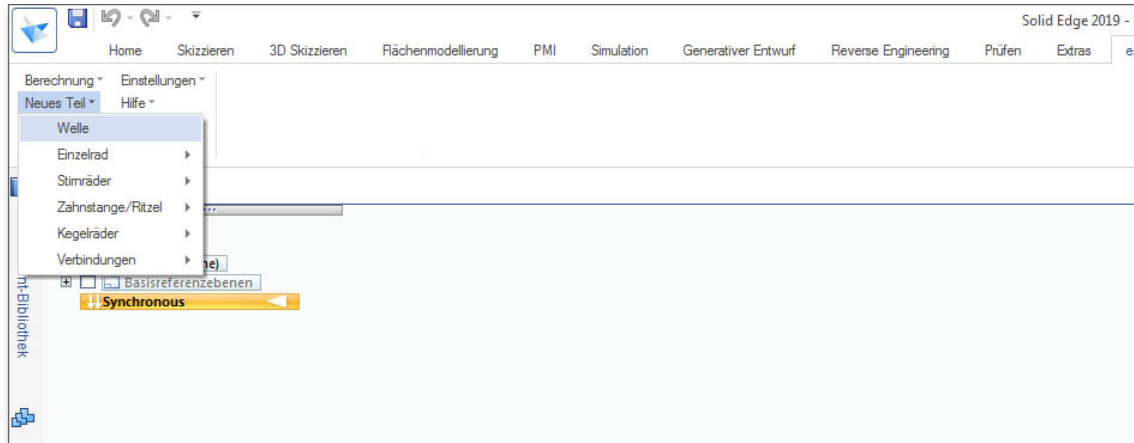 Solid Edge 2019 -
Home Skizzieren 3D Skizzieren Flächenmodellierung PMI Simulation Generativer Entwurf Reverse Engineering Prüfen Extras e
Berechnung Einstellungen
Neues Teil Hilfe
Welle
Einzelrad
Stirnräder
Zahnstange/Ritzel
Kegelräder
Verbindungen
ne)
Basisreferenzebenen
Synchronous
nt-Bibliothek